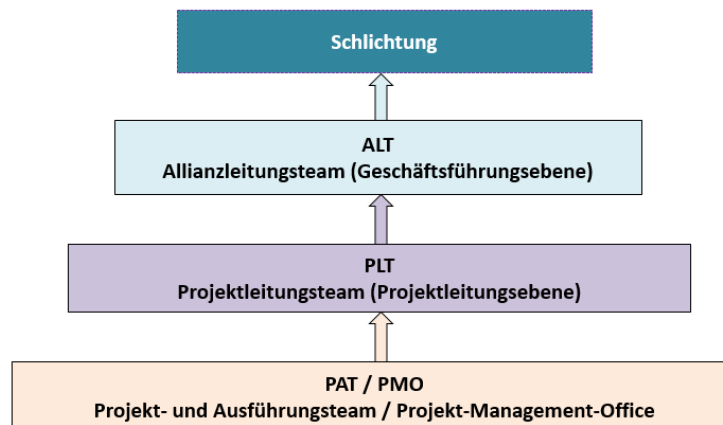 Schlichtung
ALT
Allianzleitungsteam (Geschäftsführungsebene)
PLT
Projektleitungsteam (Projektleitungsebene)
PAT / PMO
Projekt- und Ausführungsteam / Projekt-Management-Office